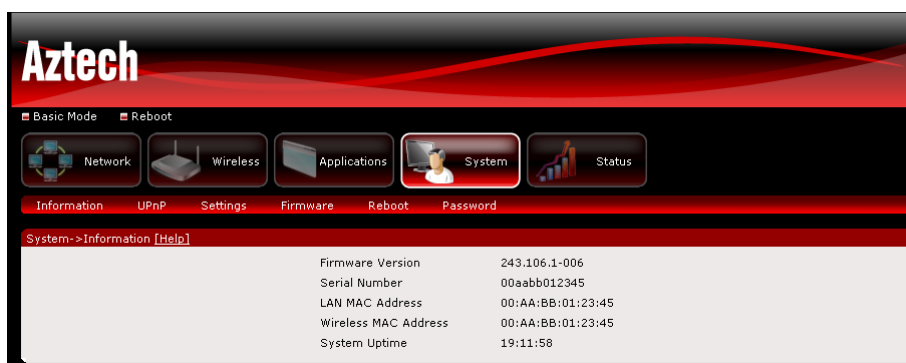 Aztech
Basic Mode Reboot
Network Wireless Applications System Status
Information UPnP Settings Firmware Reboot Password
System->Information [Help]
Firmware Version 243.106.1-006
Serial Number 00aabb012345
LAN MAC Address 00:AA:BB:01:23:45
Wireless MAC Address 00:AA:BB:01:23:45
System Uptime 19:11:58